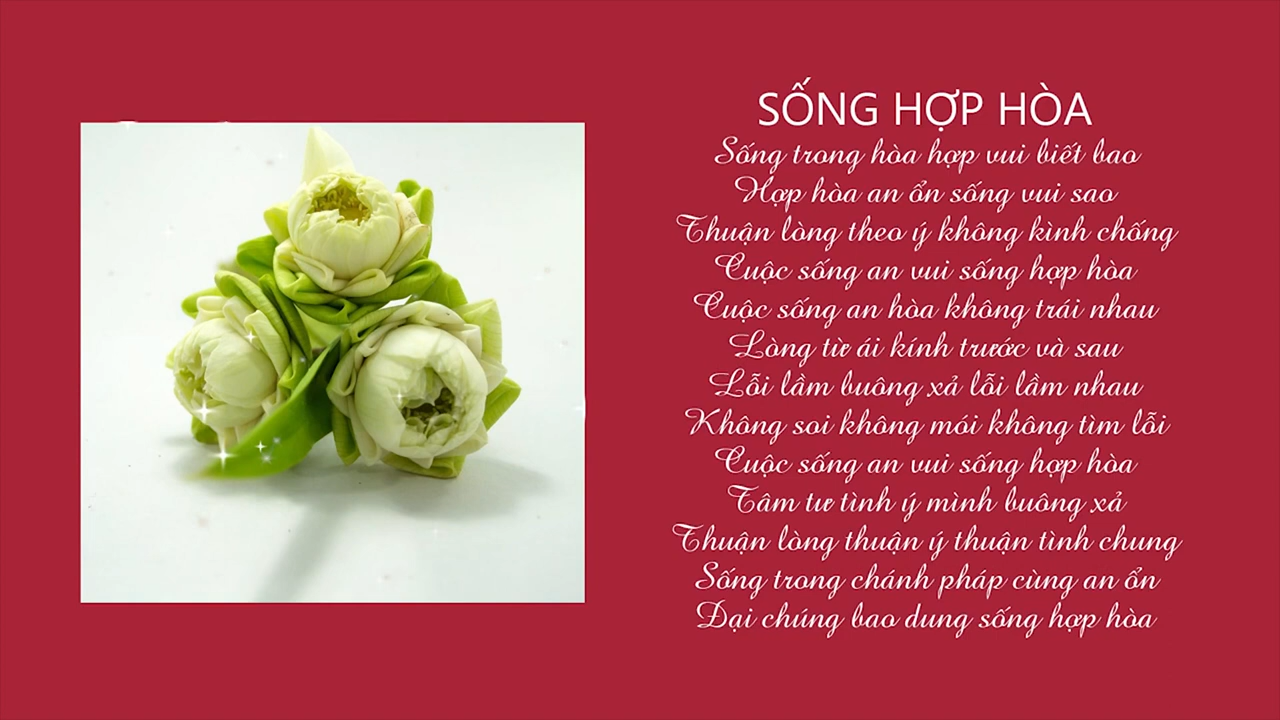 SỐNG HỢP HÒA
Sống trong hòa hợp vui biết bao
Hợp hòa an ổn sống vui sao
Thuận lòng theo ý không kình chống
Cuộc sống an vui sống hợp hòa
Cuộc sống an hòa không trái nhau
Lòng từ ái kính trước và sau
Lỗi lầm buông xả lỗi lầm nhau
Không soi không mói không tìm lỗi
Cuộc sống an vui sống hợp hòa
Tâm tư tình ý mình buông xả
Thuận lòng thuận ý thuận tình chung
Sống trong chánh pháp cùng an ổn
Đại chúng bao dung sống hợp hòa